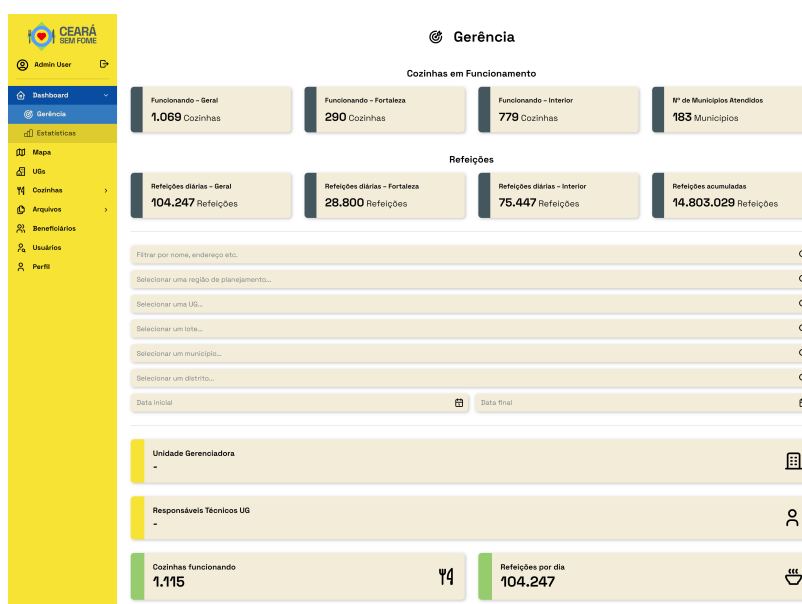 CEARÁ
SEM FOME
Admin User
Dashboard
Gerência
Estatísticas
Mapa
UGs
Cozinhas
Arquivos
Beneficiários
Usuários
Perfil
Gerência
Cozinhas em Funcionamento
Funcionando – Geral
1.069 Cozinhas
Funcionando – Fortaleza
290 Cozinhas
Funcionando – Interior
779 Cozinhas
Nº de Municípios Atendidos
183 Municípios
Refeições
Refeições diárias – Geral
104.247 Refeições
Refeições diárias – Fortaleza
28.800 Refeições
Refeições diárias – Interior
75.447 Refeições
Refeições acumuladas
14.803.029 Refeições
Filtrar por nome, endereço etc.
Selecionar uma região de planejamento...
Selecionar uma UG...
Selecionar um lote...
Selecionar um município...
Selecionar um distrito...
Data inicial
Data final
Unidade Gerenciadora
-
Responsáveis Técnicos UG
-
Cozinhas funcionando
1.115
Refeições por dia
104.247